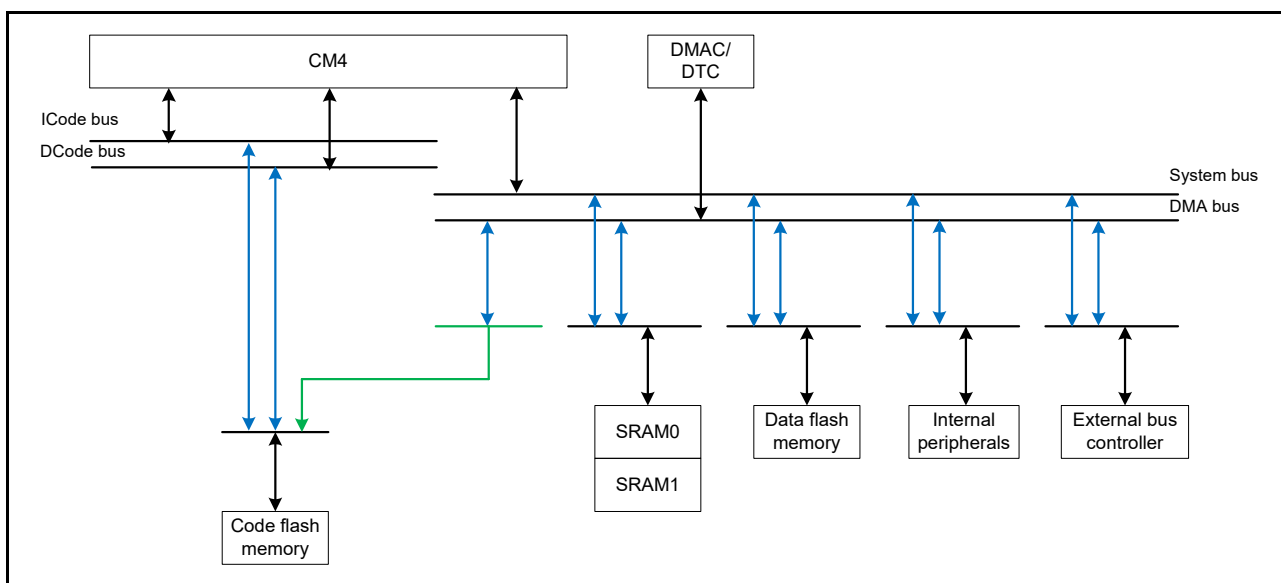 CM4
DMAC/
DTC
ICode bus
DCode bus
System bus
DMA bus
SRAM0
SRAM1
Data flash
memory
Internal
peripherals
External bus
controller
Code flash
memory